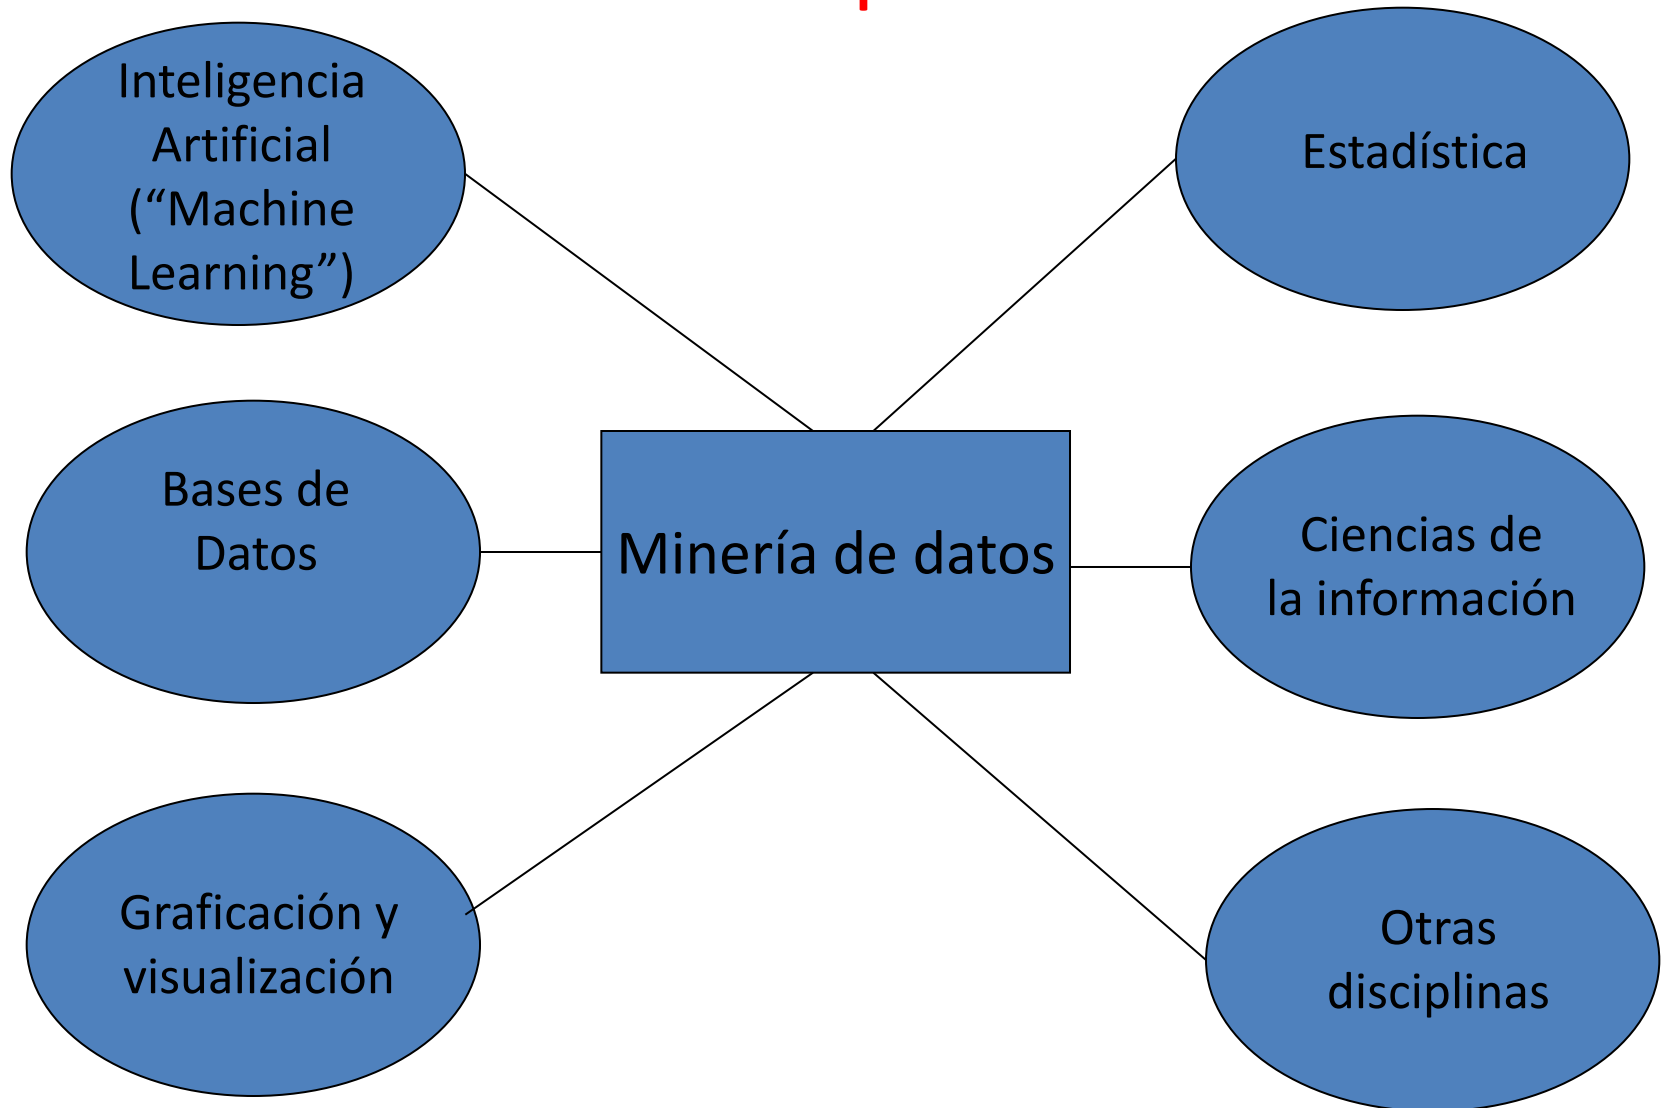 Inteligencia
Artificial
(“Machine
Learning”)
Estadística
Bases de
Datos
Minería de datos
Ciencias de
la información
Graficación y
visualización
Otras
disciplinas